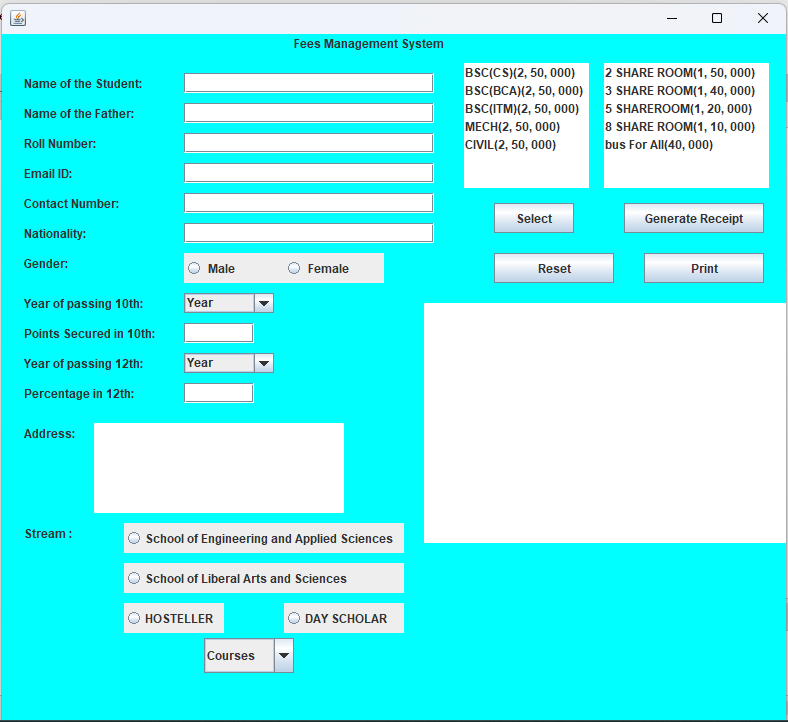 Fees Management System
Name of the Student:
Name of the Father:
Roll Number:
Email ID:
Contact Number:
Nationality:
Gender:
Male
Female
Year of passing 10th:
Year
Points Secured in 10th:
Year of passing 12th:
Year
Percentage in 12th:
Address:
Stream :
School of Engineering and Applied Sciences
School of Liberal Arts and Sciences
HOSTELLER
DAY SCHOLAR
Courses
BSC(CS)(2, 50, 000)
BSC(BCA)(2, 50, 000)
BSC(ITM)(2, 50, 000)
MECH(2, 50, 000)
CIVIL(2, 50, 000)
2 SHARE ROOM(1, 50, 000)
3 SHARE ROOM(1, 40, 000)
5 SHAREROOM(1, 20, 000)
8 SHARE ROOM(1, 10, 000)
bus For All(40, 000)
Select
Generate Receipt
Reset
Print